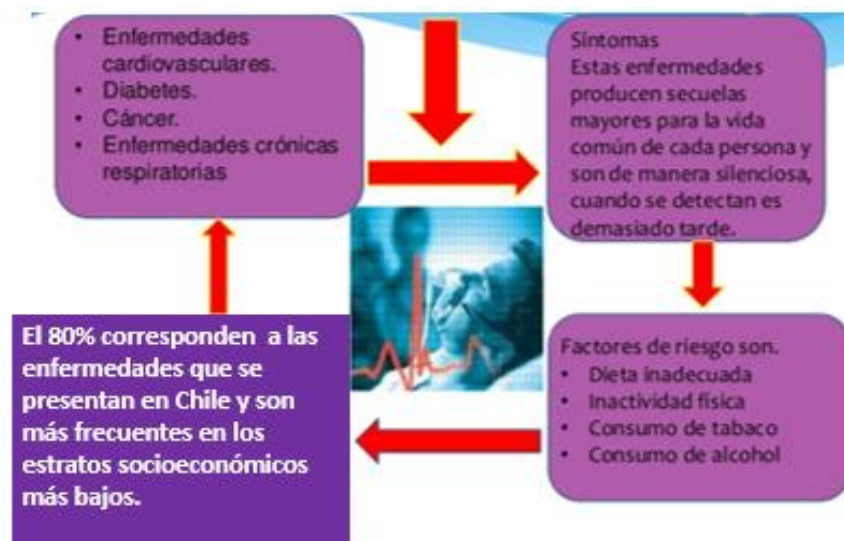 • Enfermedades
cardiovasculares.
• Diabetes.
• Cáncer.
• Enfermedades crónicas
respiratorias
Síntomas
Estas enfermedades
producen secuelas
mayores para la vida
común de cada persona y
son de manera silenciosa,
cuando se detectan es
demasiado tarde.
Factores de riesgo son.
• Dieta inadecuada
• Inactividad física
• Consumo de tabaco
• Consumo de alcohol
El 80% corresponden a las
enfermedades que se
presentan en Chile y son
más frecuentes en los
estratos socioeconómicos
más bajos.